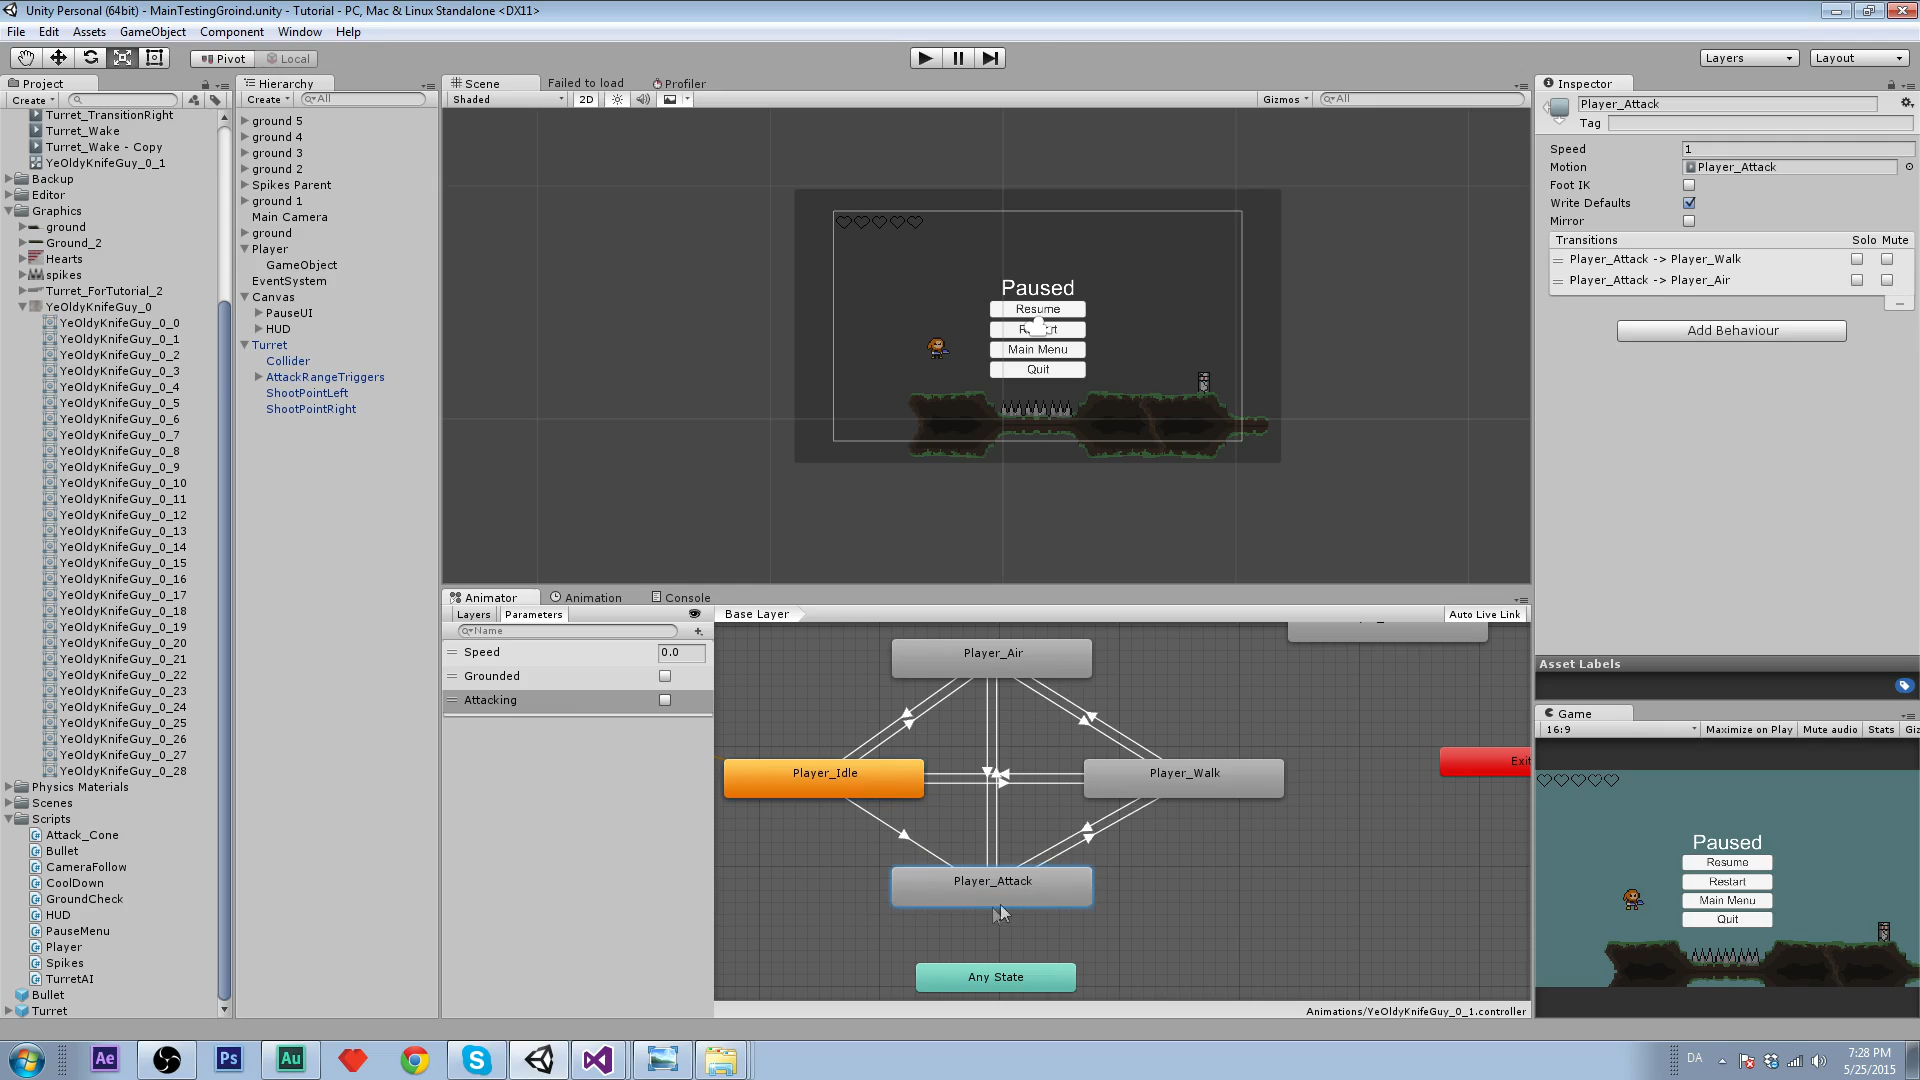 Unity Personal (64bit) - MainTestingGroind.unity - Tutorial - PC, Mac & Linux Standalone <DX11>
File Edit Assets GameObject Component Window Help
Pivot Local Layers Layout
Project
Create
Turret_TransitionRight
Turret_Wake
Turret_Wake - Copy
YeOldyKnifeGuy_0_1
Backup
Editor
Graphics
ground
Ground_2
Hearts
spikes
Turret_ForTutorial_2
YeOldyKnifeGuy_0
YeOldyKnifeGuy_0_0
YeOldyKnifeGuy_0_1
YeOldyKnifeGuy_0_2
YeOldyKnifeGuy_0_3
YeOldyKnifeGuy_0_4
YeOldyKnifeGuy_0_5
YeOldyKnifeGuy_0_6
YeOldyKnifeGuy_0_7
YeOldyKnifeGuy_0_8
YeOldyKnifeGuy_0_9
YeOldyKnifeGuy_0_10
YeOldyKnifeGuy_0_11
YeOldyKnifeGuy_0_12
YeOldyKnifeGuy_0_13
YeOldyKnifeGuy_0_14
YeOldyKnifeGuy_0_15
YeOldyKnifeGuy_0_16
YeOldyKnifeGuy_0_17
YeOldyKnifeGuy_0_18
YeOldyKnifeGuy_0_19
YeOldyKnifeGuy_0_20
YeOldyKnifeGuy_0_21
YeOldyKnifeGuy_0_22
YeOldyKnifeGuy_0_23
YeOldyKnifeGuy_0_24
YeOldyKnifeGuy_0_25
YeOldyKnifeGuy_0_26
YeOldyKnifeGuy_0_27
YeOldyKnifeGuy_0_28
Physics Materials
Scenes
Scripts
Attack_Cone
Bullet
CameraFollow
CoolDown
GroundCheck
HUD
PauseMenu
Player
Spikes
TurretAI
Bullet
Turret
Hierarchy
Create All
ground 5
ground 4
ground 3
ground 2
Spikes Parent
ground 1
Main Camera
ground
Player
GameObject
EventSystem
Canvas
PauseUI
HUD
Turret
Collider
AttackRangeTriggers
ShootPointLeft
ShootPointRight
Scene Failed to load Profiler
Shaded 2D Gizmos All
Paused
Resume
Main Menu
Quit
Animator Animation Console
Layers Parameters Base Layer Auto Live Link
Name
Speed 0.0
Grounded
Attacking
Player_Air
Player_Idle
Player_Walk
Exit
Player_Attack
Any State
Animations/YeOldyKnifeGuy_0_1.controller
Inspector
Player_Attack
Tag
Speed 1
Motion Player_Attack
Foot IK
Write Defaults
Mirror
Transitions Solo Mute
Player_Attack -> Player_Walk
Player_Attack -> Player_Air
Add Behaviour
Asset Labels
Game
16:9 Maximize on Play Mute audio Stats Giz
Paused
Resume
Restart
Main Menu
Quit
Ae Ps Au
DA
7:28 PM
5/25/2015